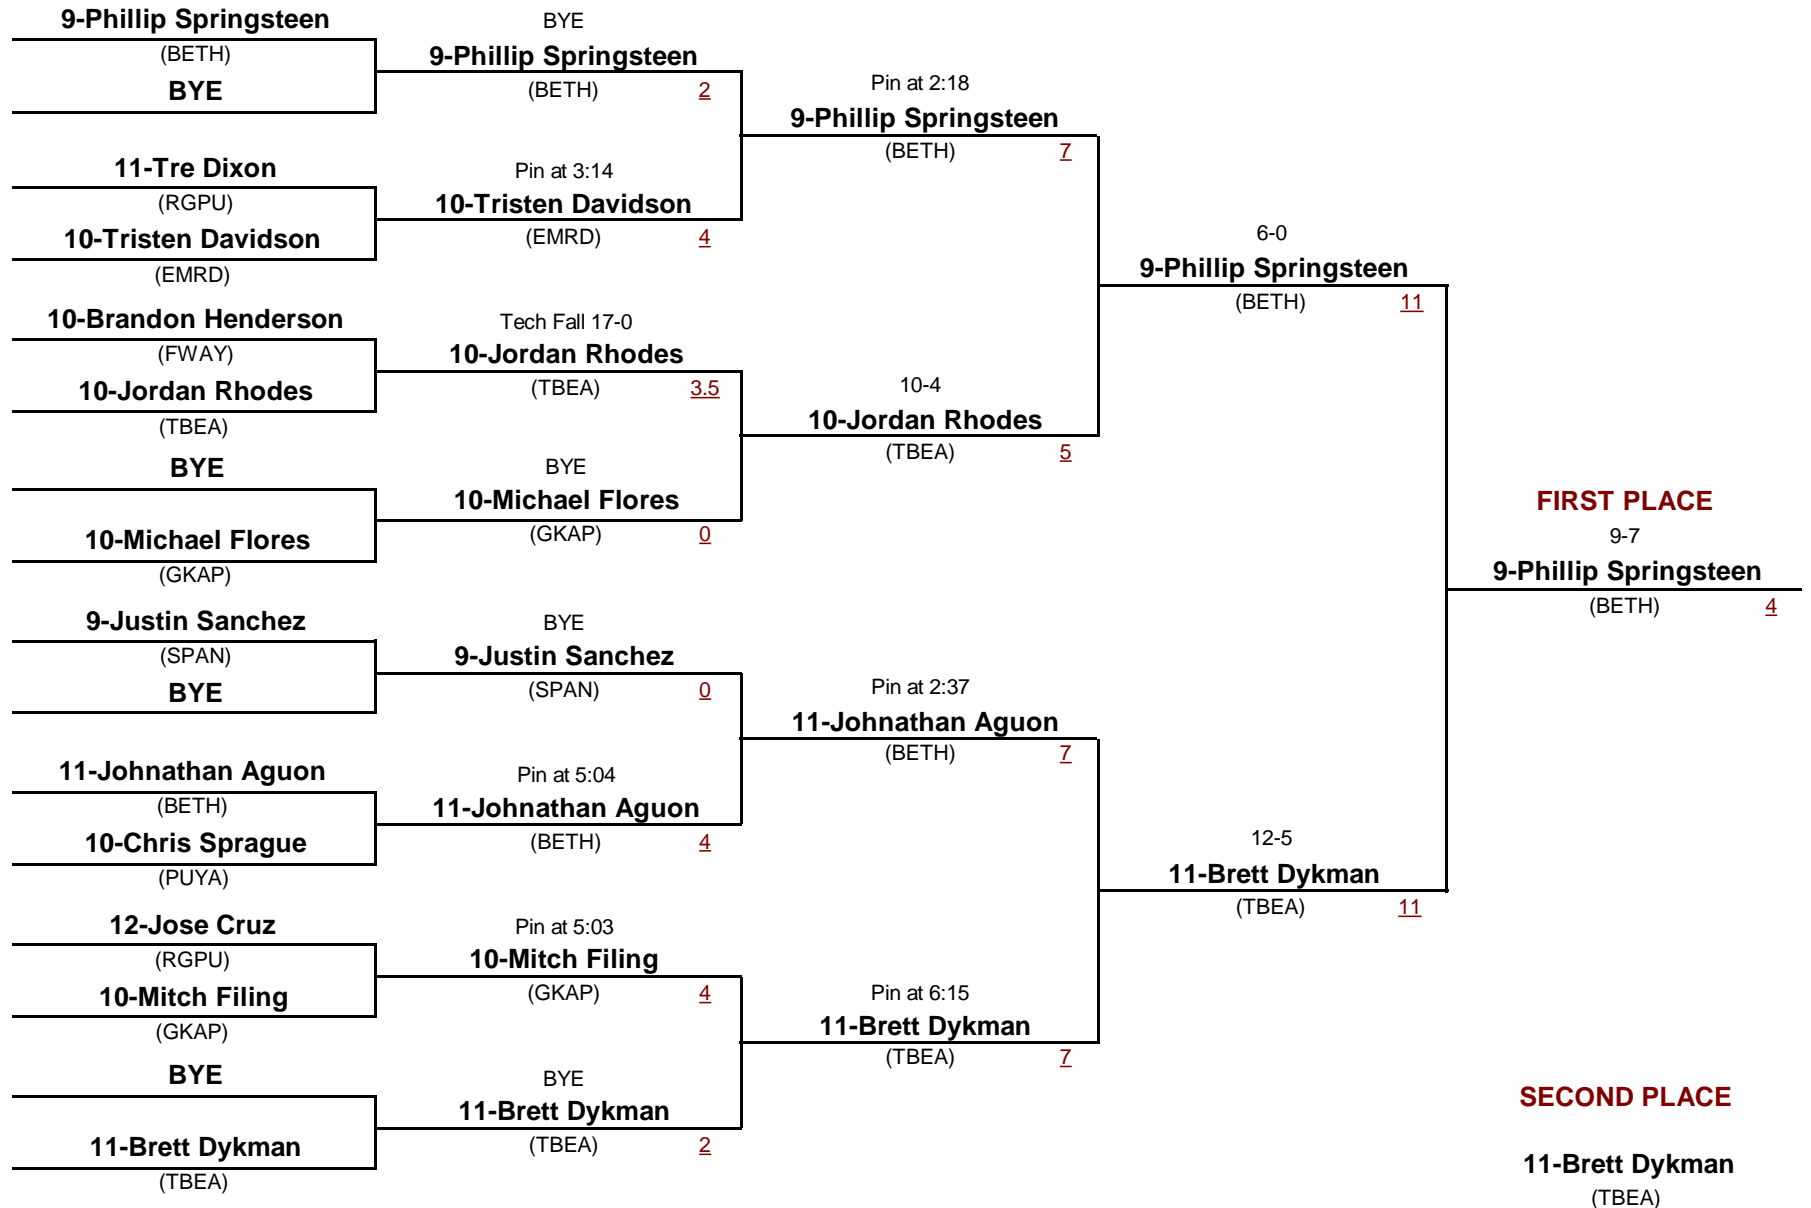 9-Phillip Springsteen
(BETH)
BYE
11-Tre Dixon
(RGPU)
10-Tristen Davidson
(EMRD)
10-Brandon Henderson
(FWAY)
10-Jordan Rhodes
(TBEA)
BYE
10-Michael Flores
(GKAP)
9-Justin Sanchez
(SPAN)
BYE
11-Johnathan Aguon
(BETH)
10-Chris Sprague
(PUYA)
12-Jose Cruz
(RGPU)
10-Mitch Filing
(GKAP)
BYE
11-Brett Dykman
(TBEA)
BYE
9-Phillip Springsteen
(BETH) 2
Pin at 3:14
10-Tristen Davidson
(EMRD) 4
Tech Fall 17-0
10-Jordan Rhodes
(TBEA) 3.5
BYE
10-Michael Flores
(GKAP) 0
BYE
9-Justin Sanchez
(SPAN) 0
Pin at 5:04
11-Johnathan Aguon
(BETH) 4
Pin at 5:03
10-Mitch Filing
(GKAP) 4
BYE
11-Brett Dykman
(TBEA) 2
Pin at 2:18
9-Phillip Springsteen
(BETH) 7
10-4
10-Jordan Rhodes
(TBEA) 5
Pin at 2:37
11-Johnathan Aguon
(BETH) 7
Pin at 6:15
11-Brett Dykman
(TBEA) 7
6-0
9-Phillip Springsteen
(BETH) 11
12-5
11-Brett Dykman
(TBEA) 11
FIRST PLACE
9-7
9-Phillip Springsteen
(BETH) 4
SECOND PLACE
11-Brett Dykman
(TBEA)